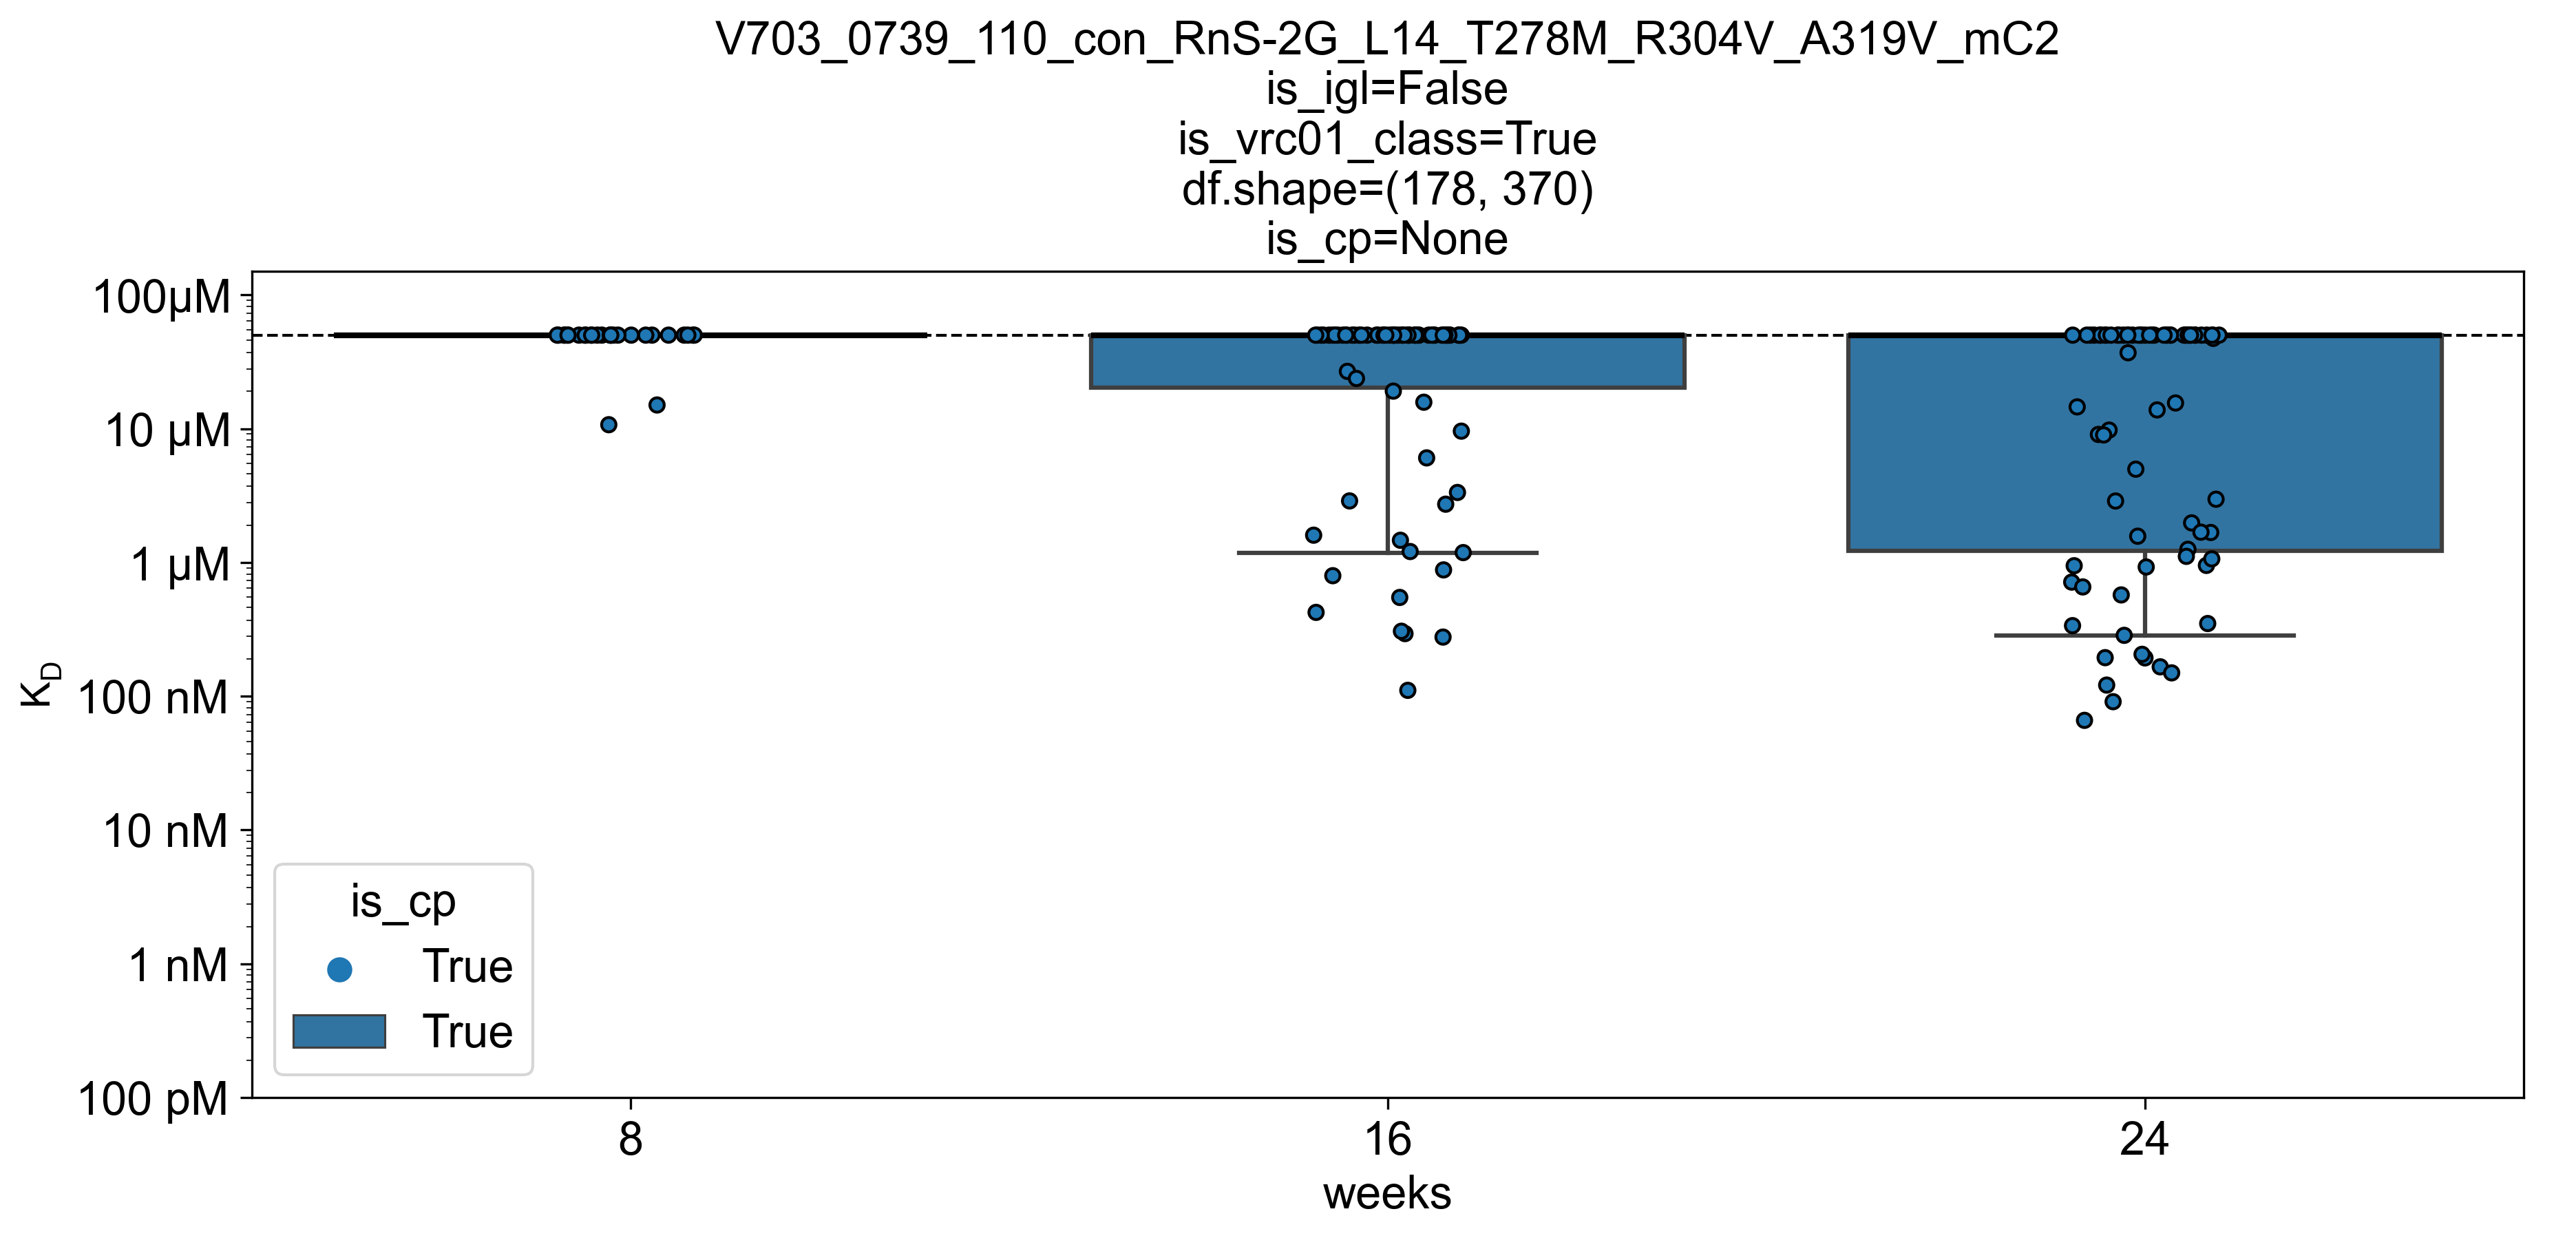 V703_0739_110_con_RnS-2G_L14_T278M_R304V_A319V_mC2
is_igl=False
is_vrc01_class=True
df.shape=(178, 370)
is_cp=None
100µM
10 µM
1 µM
100 nM
10 nM
1 nM
100 pM
KD
is_cp
True
True
8
16
24
weeks